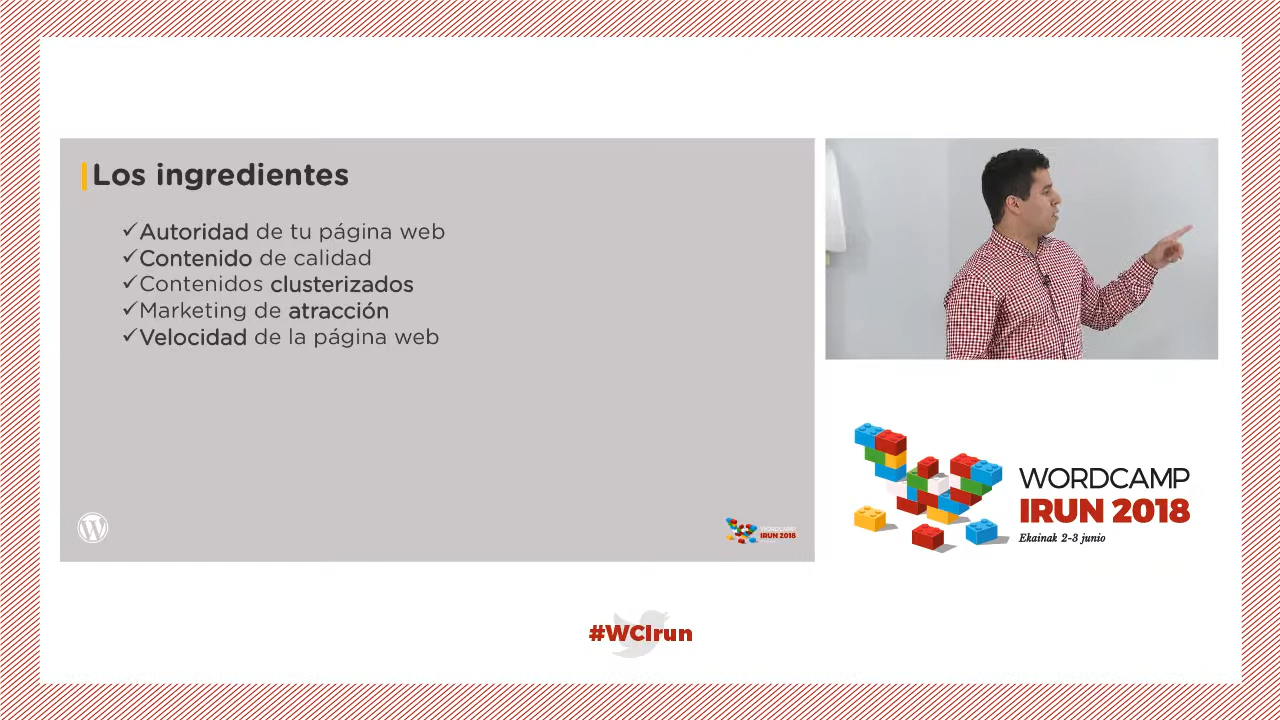 Los ingredientes
✓Autoridad de tu página web
✓Contenido de calidad
✓Contenidos clusterizados
✓Marketing de atracción
✓Velocidad de la página web
WORDCAMP
IRUN 2018
WORDCAMP
IRUN 2018
Ekainak 2-3 junio
#WCIrun